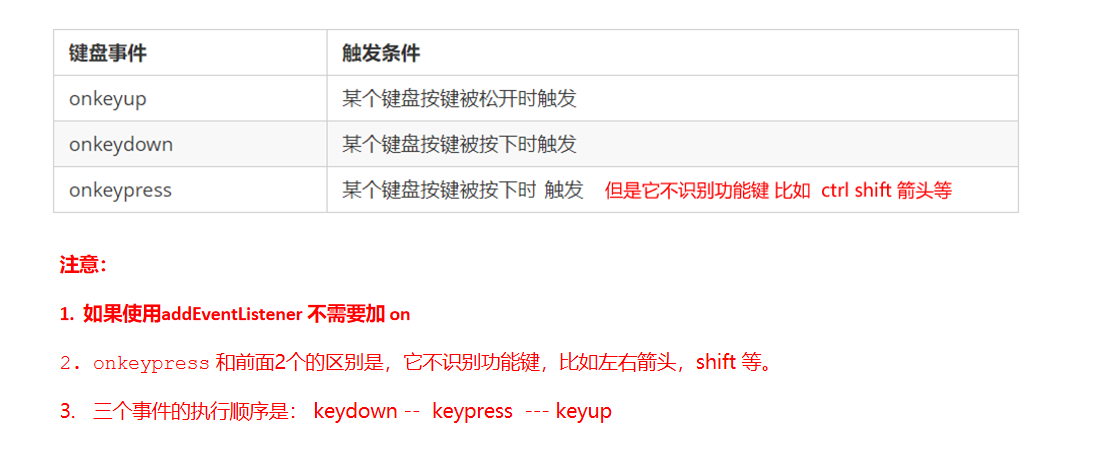 键盘事件 触发条件
onkeyup 某个键盘按键被松开时触发
onkeydown 某个键盘按键被按下时触发
onkeypress 某个键盘按键被按下时 触发 但是它不识别功能键 比如 ctrl shift 箭头等
注意：
1. 如果使用addEventListener 不需要加 on
2. onkeypress 和前面2个的区别是，它不识别功能键，比如左右箭头，shift 等。
3. 三个事件的执行顺序是： keydown -- keypress --- keyup